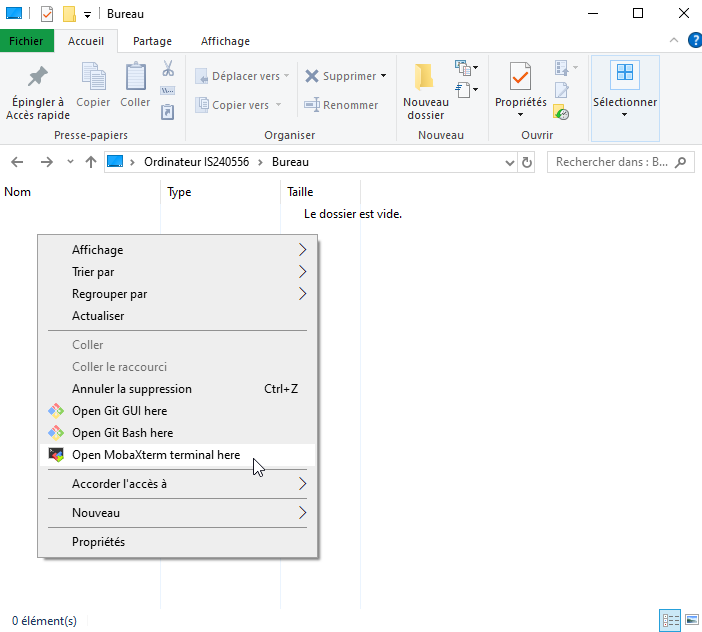 Bureau
Fichier Accueil Partage Affichage
Épingler à Accès rapide
Copier
Coller
Déplacer vers
Copier vers
Supprimer
Renommer
Nouveau dossier
Propriétés
Sélectionner
Presse-papiers Organiser Nouveau Ouvrir
Ordinateur IS240556 > Bureau
Rechercher dans : B...
Nom Type Taille
Le dossier est vide.
Affichage
Trier par
Regrouper par
Actualiser
Coller
Coller le raccourci
Annuler la suppression Ctrl+Z
Open Git GUI here
Open Git Bash here
Open MobaXterm terminal here
Accorder l'accès à
Nouveau
Propriétés
0 élément(s)